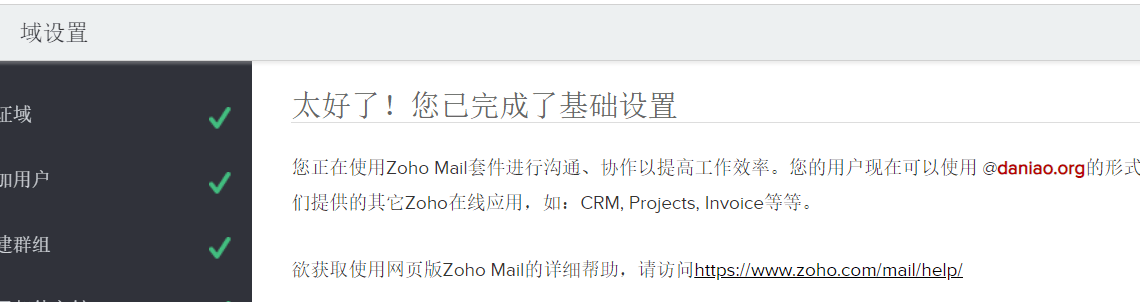 域设置
证域
太好了！您已完成了基础设置
加用户
您正在使用Zoho Mail套件进行沟通、协作以提高工作效率。您的用户现在可以使用 @daniao.org的形式
们提供的其它Zoho在线应用，如：CRM, Projects, Invoice等等。
建群组
欲获取使用网页版Zoho Mail的详细帮助，请访问https://www.zoho.com/mail/help/